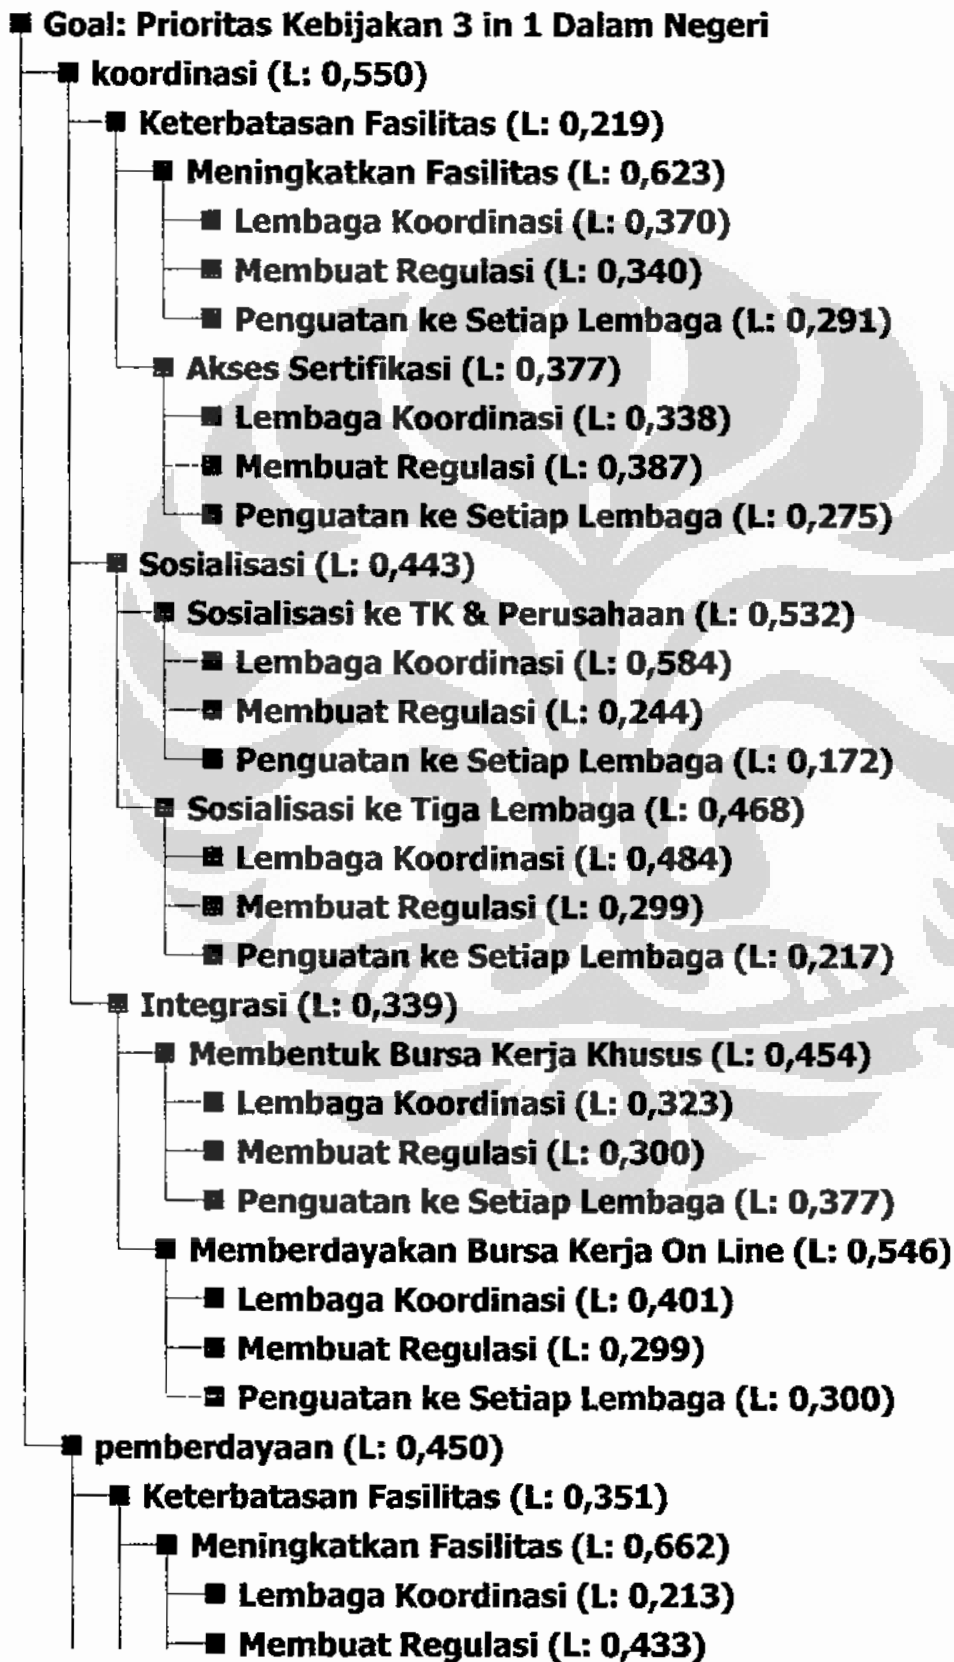 Goal: Prioritas Kebijakan 3 in 1 Dalam Negeri
koordinasi (L: 0,550)
Keterbatasan Fasilitas (L: 0,219)
Meningkatkan Fasilitas (L: 0,623)
Lembaga Koordinasi (L: 0,370)
Membuat Regulasi (L: 0,340)
Penguatan ke Setiap Lembaga (L: 0,291)
Akses Sertifikasi (L: 0,377)
Lembaga Koordinasi (L: 0,338)
Membuat Regulasi (L: 0,387)
Penguatan ke Setiap Lembaga (L: 0,275)
Sosialisasi (L: 0,443)
Sosialisasi ke TK & Perusahaan (L: 0,532)
Lembaga Koordinasi (L: 0,584)
Membuat Regulasi (L: 0,244)
Penguatan ke Setiap Lembaga (L: 0,172)
Sosialisasi ke Tiga Lembaga (L: 0,468)
Lembaga Koordinasi (L: 0,484)
Membuat Regulasi (L: 0,299)
Penguatan ke Setiap Lembaga (L: 0,217)
Integrasi (L: 0,339)
Membentuk Bursa Kerja Khusus (L: 0,454)
Lembaga Koordinasi (L: 0,323)
Membuat Regulasi (L: 0,300)
Penguatan ke Setiap Lembaga (L: 0,377)
Memberdayakan Bursa Kerja On Line (L: 0,546)
Lembaga Koordinasi (L: 0,401)
Membuat Regulasi (L: 0,299)
Penguatan ke Setiap Lembaga (L: 0,300)
pemberdayaan (L: 0,450)
Keterbatasan Fasilitas (L: 0,351)
Meningkatkan Fasilitas (L: 0,662)
Lembaga Koordinasi (L: 0,213)
Membuat Regulasi (L: 0,433)